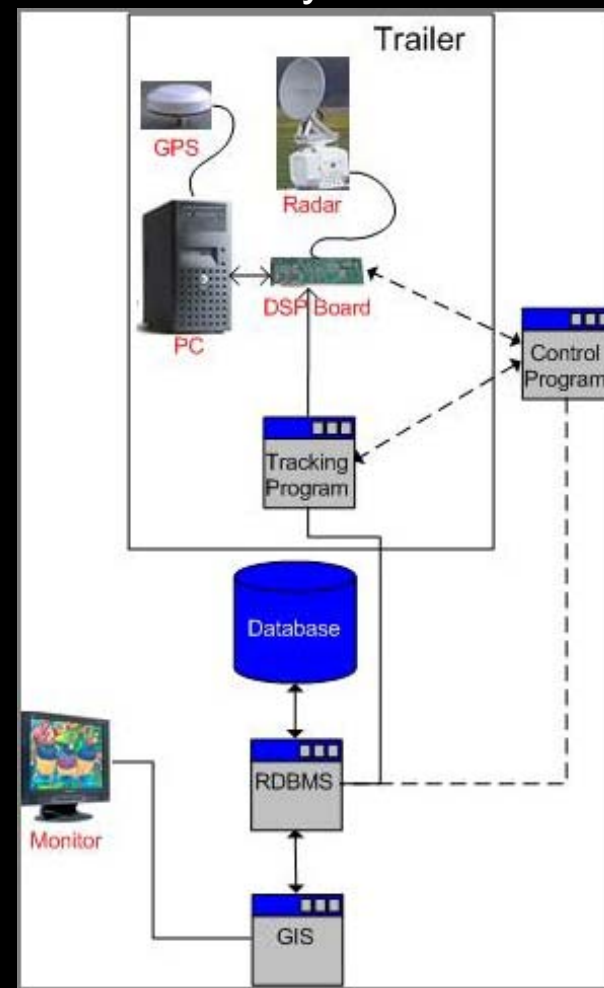 Trailer
GPS
Radar
PC
DSP Board
Control
Program
Tracking
Program
Database
RDBMS
Monitor
GIS